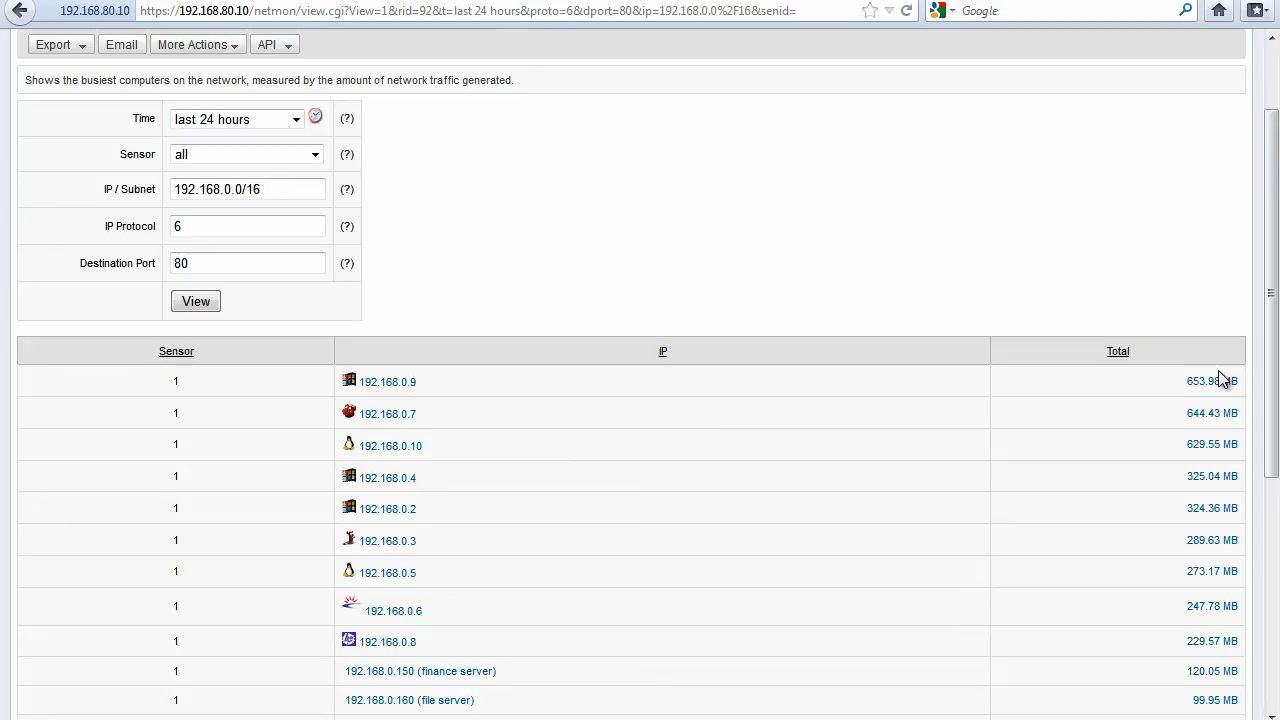 192.168.80.10 https://192.168.80.10/netmon/view.cgi?View=1&rid=92&t=last 24 hours&proto=6&dport=80&ip=192.168.0.0%2F16&senid= Google
Export Email More Actions API
Shows the busiest computers on the network, measured by the amount of network traffic generated.
Time last 24 hours (?)
Sensor all (?)
IP / Subnet 192.168.0.0/16 (?)
IP Protocol 6 (?)
Destination Port 80 (?)
View
Sensor IP Total
1 192.168.0.9 653.98 MB
1 192.168.0.7 644.43 MB
1 192.168.0.10 629.55 MB
1 192.168.0.4 325.04 MB
1 192.168.0.2 324.36 MB
1 192.168.0.3 289.63 MB
1 192.168.0.5 273.17 MB
1 192.168.0.6 247.78 MB
1 192.168.0.8 229.57 MB
1 192.168.0.150 (finance server) 120.05 MB
1 192.168.0.160 (file server) 99.95 MB